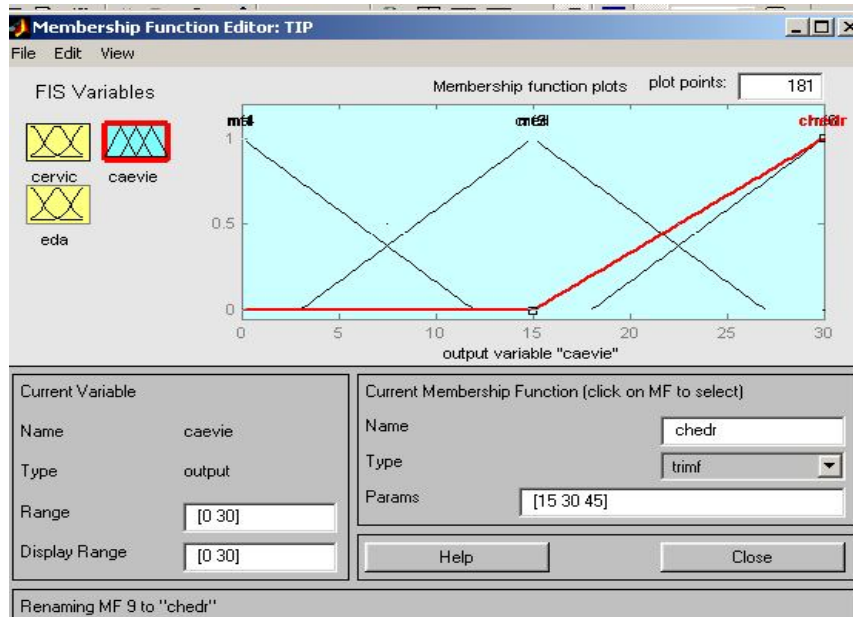 Membership Function Editor: TIP
File Edit View
FIS Variables
Membership function plots plot points: 181
cervic caevie
eda
chedr
1
0.5
0
0 5 10 15 20 25 30
output variable "caevie"
Current Variable
Name caevie
Type output
Range [0 30]
Display Range [0 30]
Current Membership Function (click on MF to select)
Name chedr
Type trimf
Params [15 30 45]
Help Close
Renaming MF 9 to "chedr"